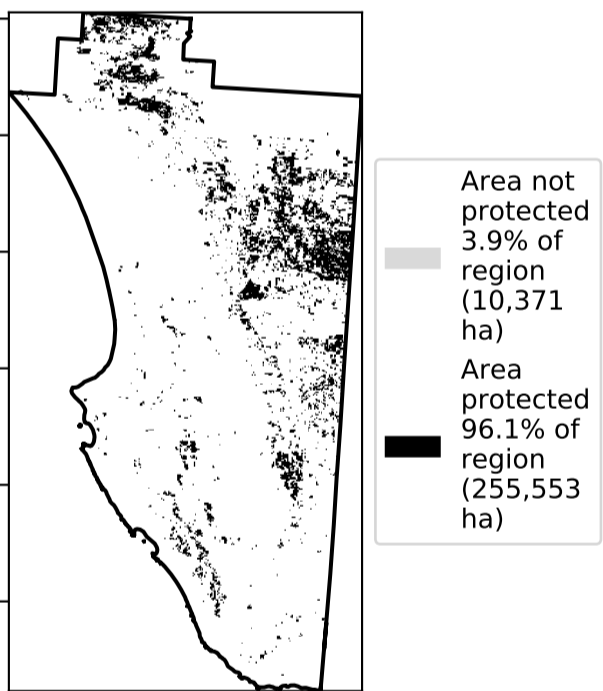 Area not
protected
3.9% of
region
(10,371
ha)
Area
protected
96.1% of
region
(255,553
ha)